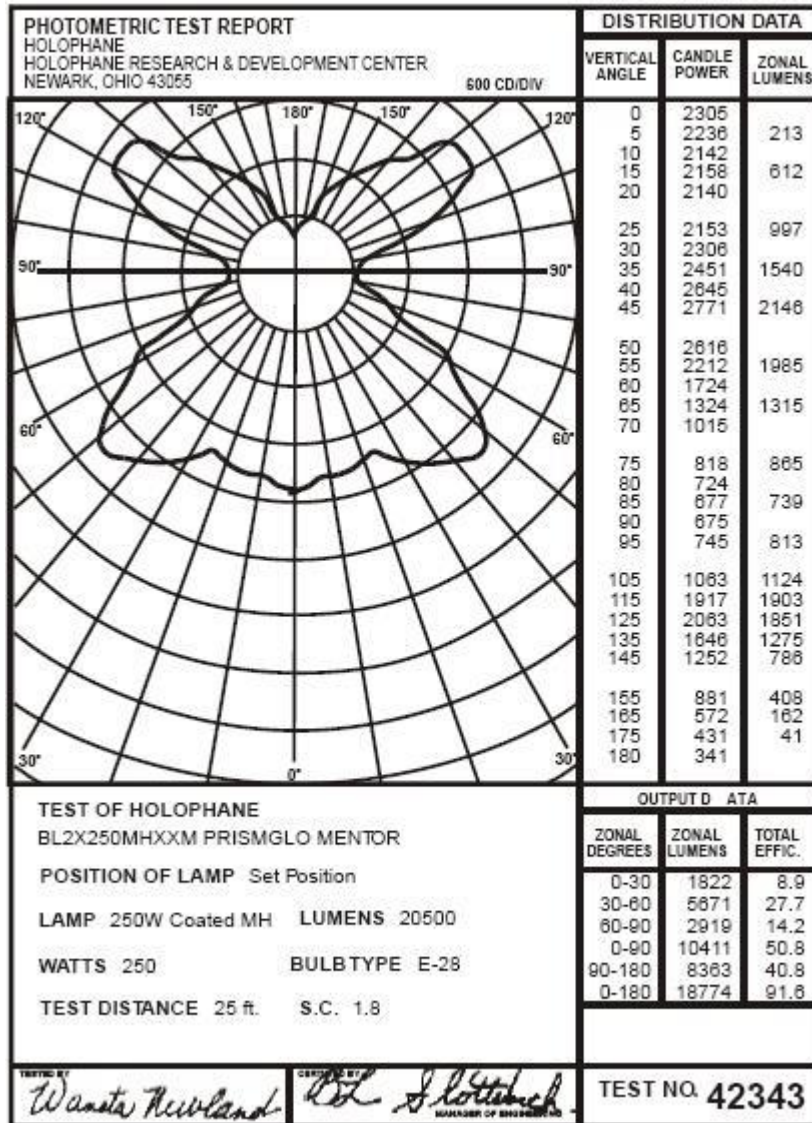 PHOTOMETRIC TEST REPORT
HOLOPHANE
HOLOPHANE RESEARCH & DEVELOPMENT CENTER
NEWARK, OHIO 43055
600 CD/DIV
120° 150° 180° 150° 120°
90° 90°
60° 60°
30° 0° 30°
DISTRIBUTION DATA
VERTICAL ANGLE CANDLE POWER ZONAL LUMENS
0 2305
5 2236 213
10 2142
15 2158 612
20 2140
25 2153 997
30 2306
35 2451 1540
40 2645
45 2771 2146
50 2616
55 2212 1985
60 1724
65 1324 1315
70 1015
75 818 865
80 724
85 677 739
90 675
95 745 813
105 1063 1124
115 1917 1903
125 2063 1851
135 1646 1275
145 1252 786
155 881 408
165 572 162
175 431 41
180 341
TEST OF HOLOPHANE
BL2X250MHXXM PRISMGLO MENTOR
POSITION OF LAMP Set Position
LAMP 250W Coated MH LUMENS 20500
WATTS 250 BULB TYPE E-28
TEST DISTANCE 25 ft. S.C. 1.8
OUTPUT D ATA
ZONAL DEGREES ZONAL LUMENS TOTAL EFFIC.
0-30 1822 8.9
30-60 5671 27.7
60-90 2919 14.2
0-90 10411 50.8
90-180 8363 40.8
0-180 18774 91.6
TESTED BY
Waneta Newland
CERTIFIED BY
MANAGER OF ENGINEERING
TEST NO. 42343